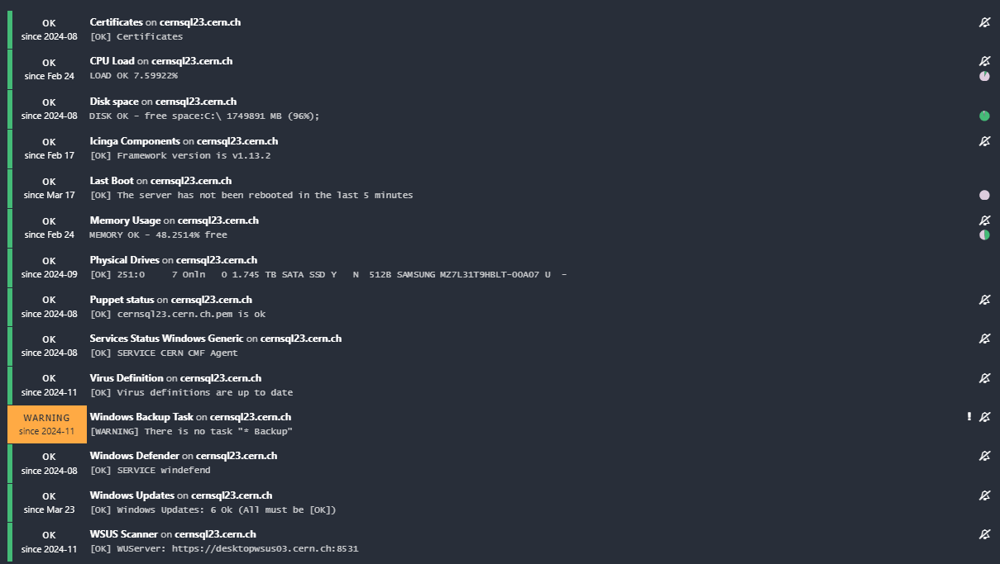 OK
Certificates on cernsql23.cern.ch
since 2024-08
[OK] Certificates
OK
CPU Load on cernsql23.cern.ch
since Feb 24
LOAD OK 7.59922%
OK
Disk space on cernsql23.cern.ch
since 2024-08
DISK OK - free space:C:\ 1749891 MB (96%);
OK
Icinga Components on cernsql23.cern.ch
since Feb 17
[OK] Framework version is v1.13.2
OK
Last Boot on cernsql23.cern.ch
since Mar 17
[OK] The server has not been rebooted in the last 5 minutes
OK
Memory Usage on cernsql23.cern.ch
since Feb 24
MEMORY OK - 48.2514% free
OK
Physical Drives on cernsql23.cern.ch
since 2024-09
[OK] 251:0     7 Onln   0 1.745 TB SATA SSD Y   N  512B SAMSUNG MZ7L31T9HBLT-00A07 U  -
OK
Puppet status on cernsql23.cern.ch
since 2024-08
[OK] cernsql23.cern.ch.pem is ok
OK
Services Status Windows Generic on cernsql23.cern.ch
since 2024-08
[OK] SERVICE CERN CMF Agent
OK
Virus Definition on cernsql23.cern.ch
since 2024-11
[OK] Virus definitions are up to date
WARNING
Windows Backup Task on cernsql23.cern.ch
since 2024-11
[WARNING] There is no task "* Backup"
OK
Windows Defender on cernsql23.cern.ch
since 2024-08
[OK] SERVICE windefend
OK
Windows Updates on cernsql23.cern.ch
since Mar 23
[OK] Windows Updates: 6 Ok (All must be [OK])
OK
WSUS Scanner on cernsql23.cern.ch
since 2024-11
[OK] WUServer: https://desktopwsus03.cern.ch:8531